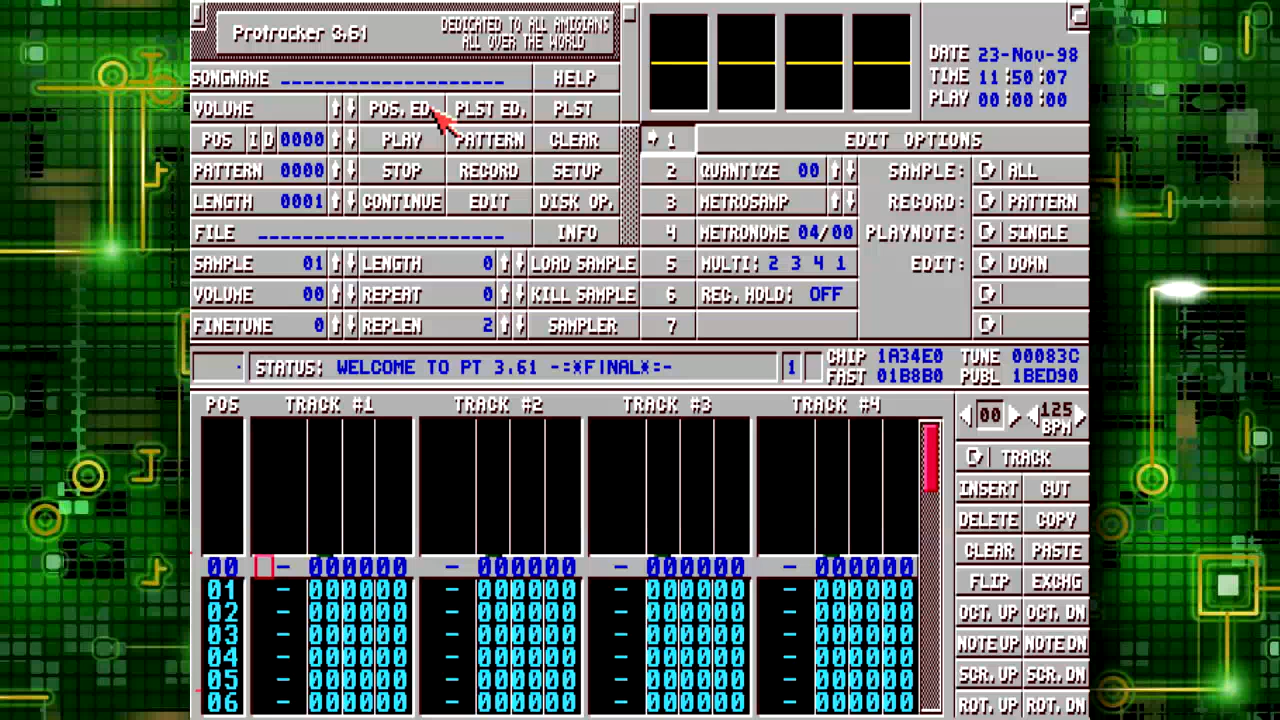 Protracker 3.61
DEDICATED TO ALL AMIGIANS
ALL OVER THE WORLD
DATE 23-Nov-98
TIME 11:50:07
PLAY 00:00:00
SONGNAME ____________________ HELP
VOLUME POS. ED. PLST ED. PLST
POS I D 0000 PLAY PATTERN CLEAR
PATTERN 0000 STOP RECORD SETUP
LENGTH 0001 CONTINUE EDIT DISK OP.
FILE ______________________ INFO
SAMPLE 01 LENGTH 0 LOAD SAMPLE
VOLUME 00 REPEAT 0 KILL SAMPLE
FINETUNE 0 REPLEN 2 SAMPLER
1 EDIT OPTIONS
2 QUANTIZE 00 SAMPLE: ALL
3 METROSAMP RECORD: PATTERN
4 METRONOME 04/00 PLAYNOTE: SINGLE
5 MULTI: 2 3 4 1 EDIT: DOWN
6 REC. HOLD: OFF
7
STATUS: WELCOME TO PT 3.61 -=*FINAL*=- 1
CHIP 1A34E0 TUNE 00083C
FAST 01B8B0 PUBL 1BED90
POS TRACK #1 TRACK #2 TRACK #3 TRACK #4
00 - 000000 - 000000 - 000000 - 000000
01 - 000000 - 000000 - 000000 - 000000
02 - 000000 - 000000 - 000000 - 000000
03 - 000000 - 000000 - 000000 - 000000
04 - 000000 - 000000 - 000000 - 000000
05 - 000000 - 000000 - 000000 - 000000
06 - 000000 - 000000 - 000000 - 000000
00 125 BPM
TRACK
INSERT CUT
DELETE COPY
CLEAR PASTE
FLIP EXCHG
OCT. UP OCT. DN
NOTE UP NOTE DN
SCR. UP SCR. DN
ROT. UP ROT. DN